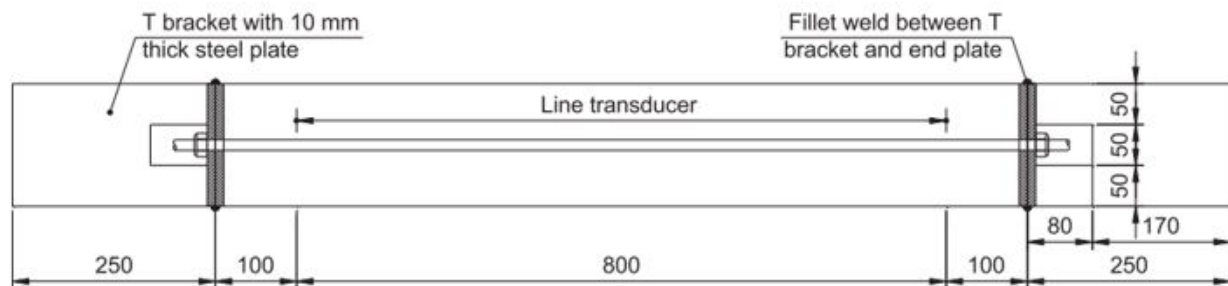 T bracket with 10 mm
thick steel plate
Fillet weld between T
bracket and end plate
Line transducer
50
50
50
80
170
250
100
800
100
250